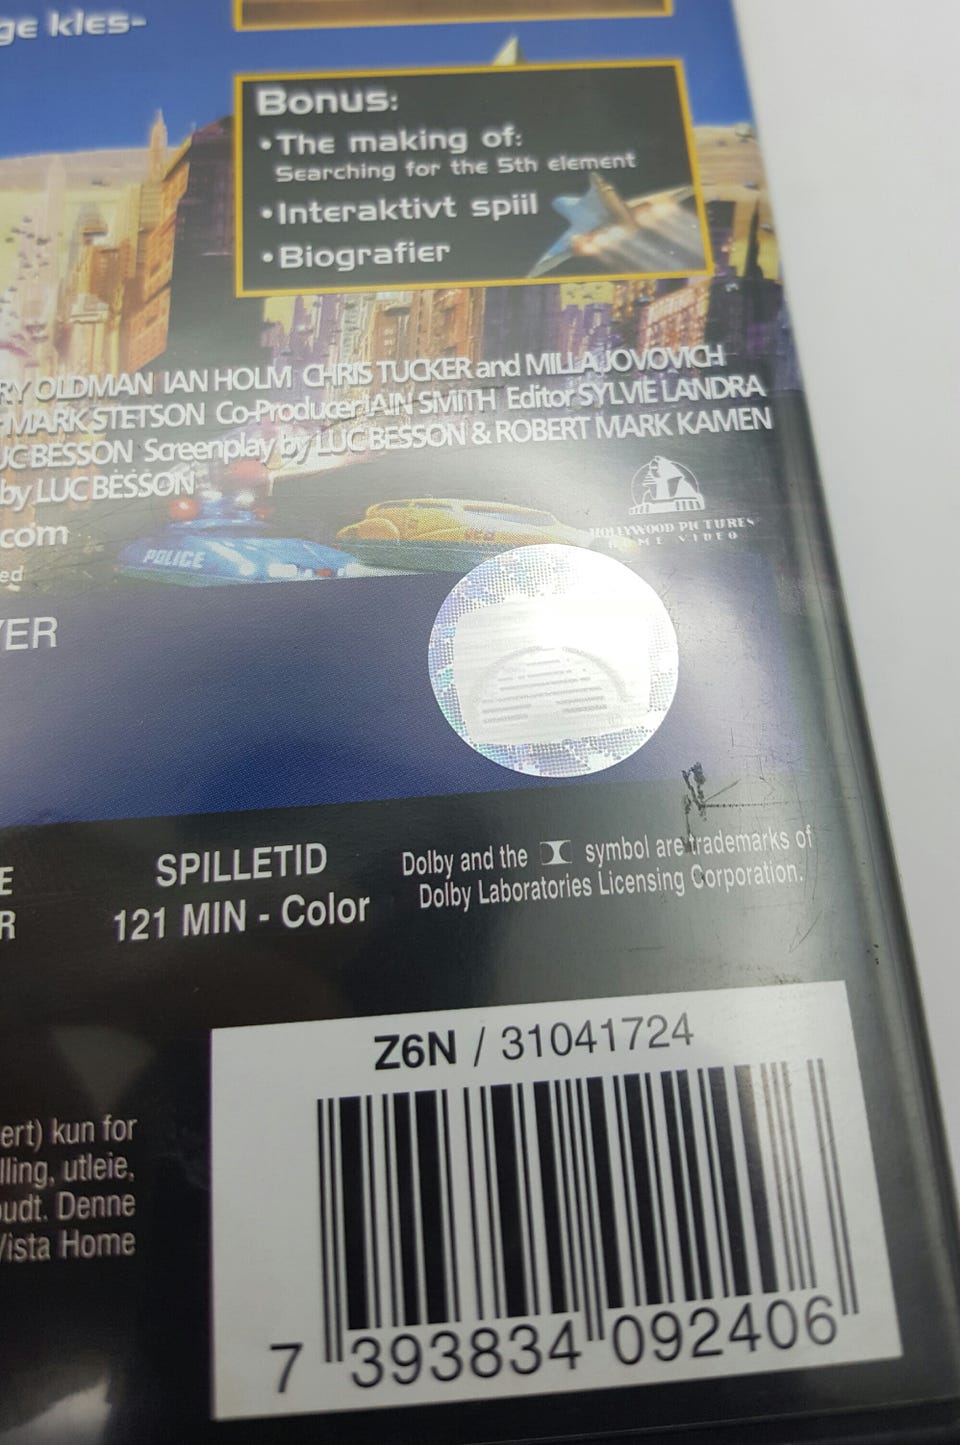 ge kles-
Bonus:
•The making of:
Searching for the 5th element
•Interaktivt spiil
•Biografier
RY OLDMAN IAN HOLM CHRIS TUCKER and MILLA JOVOVICH
MARK STETSON Co-Producer IAIN SMITH Editor SYLVIE LANDRA
UC BESSON Screenplay by LUC BESSON & ROBERT MARK KAMEN
by LUC BESSON
com
HOLLYWOOD PICTURES
HOME VIDEO
POLICE
ed
YER
SPILLETID
121 MIN - Color
Dolby and the symbol are trademarks of
Dolby Laboratories Licensing Corporation.
E
R
Z6N / 31041724
ert) kun for
lling, utleie,
oudt. Denne
Vista Home
7 393834 092406